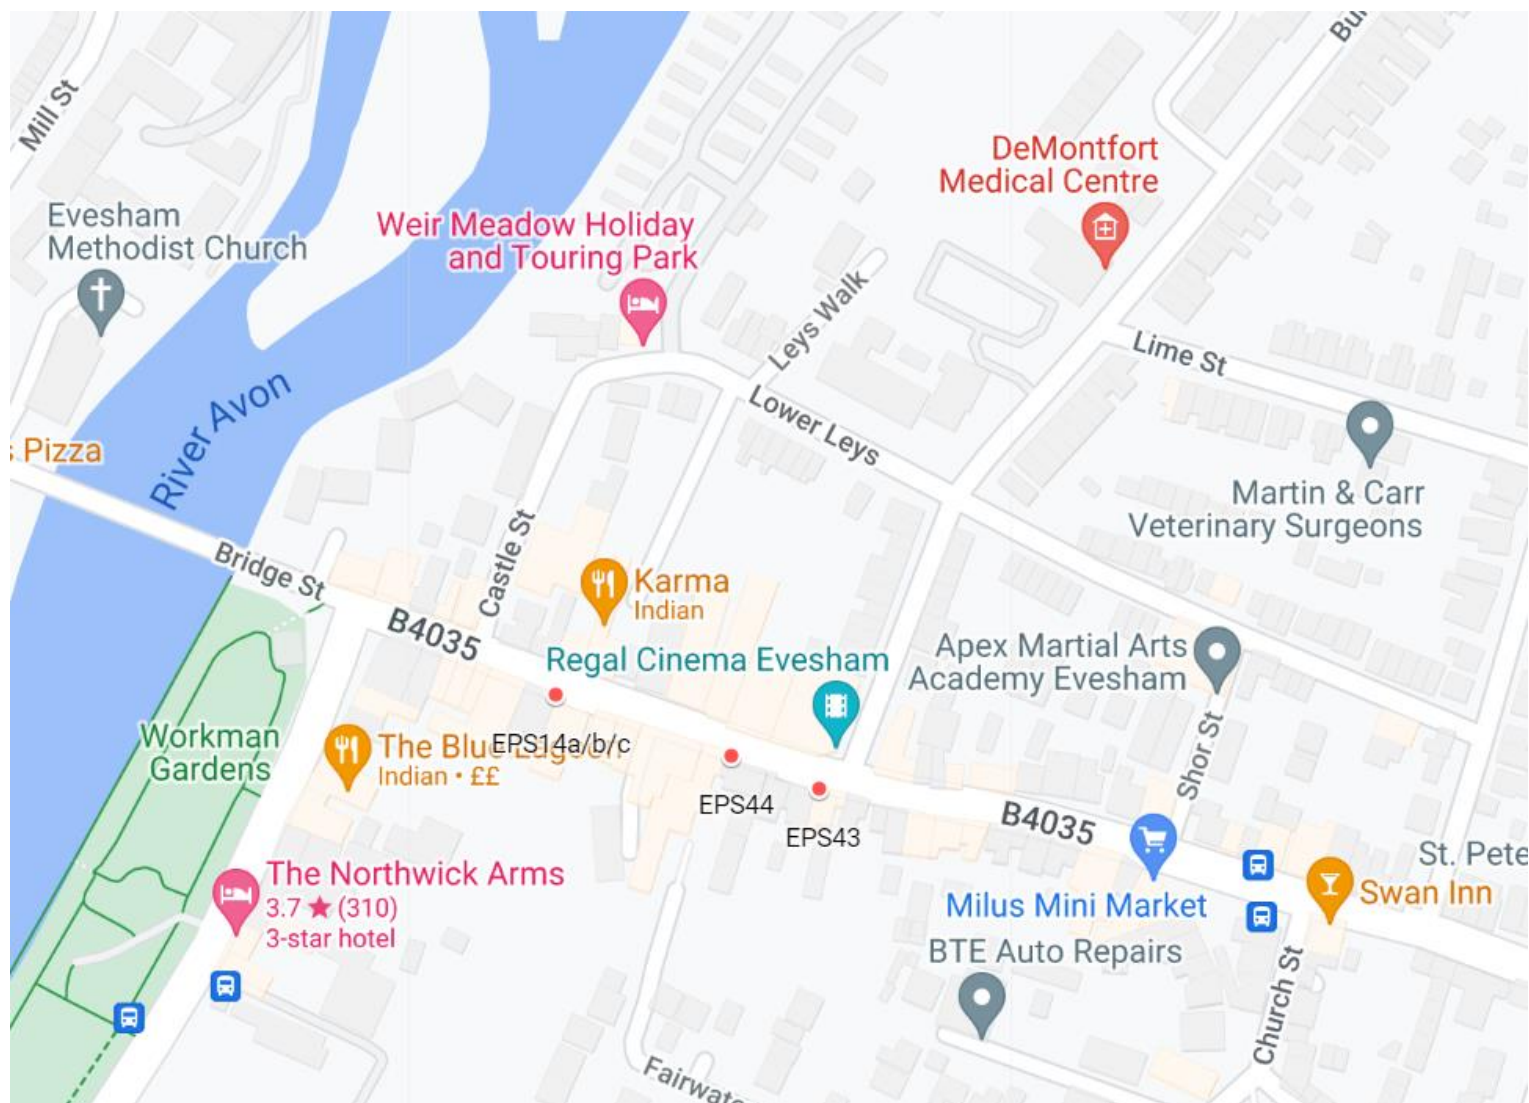 Bu
Mill St
DeMontfort
Medical Centre
Evesham
Methodist Church
Weir Meadow Holiday
and Touring Park
Leys Walk
Lime St
River Avon
Lower Leys
s Pizza
Martin & Carr
Veterinary Surgeons
Bridge St
Castle St
Karma
Indian
B4035
Regal Cinema Evesham
Apex Martial Arts
Academy Evesham
Workman
Gardens
The Blue Lagoon
Indian • ££
EPS14a/b/c
Shor St
EPS44
EPS43
B4035
St. Pete
The Northwick Arms
3.7 ★ (310)
3-star hotel
Milus Mini Market
Swan Inn
BTE Auto Repairs
Church St
Fairwate